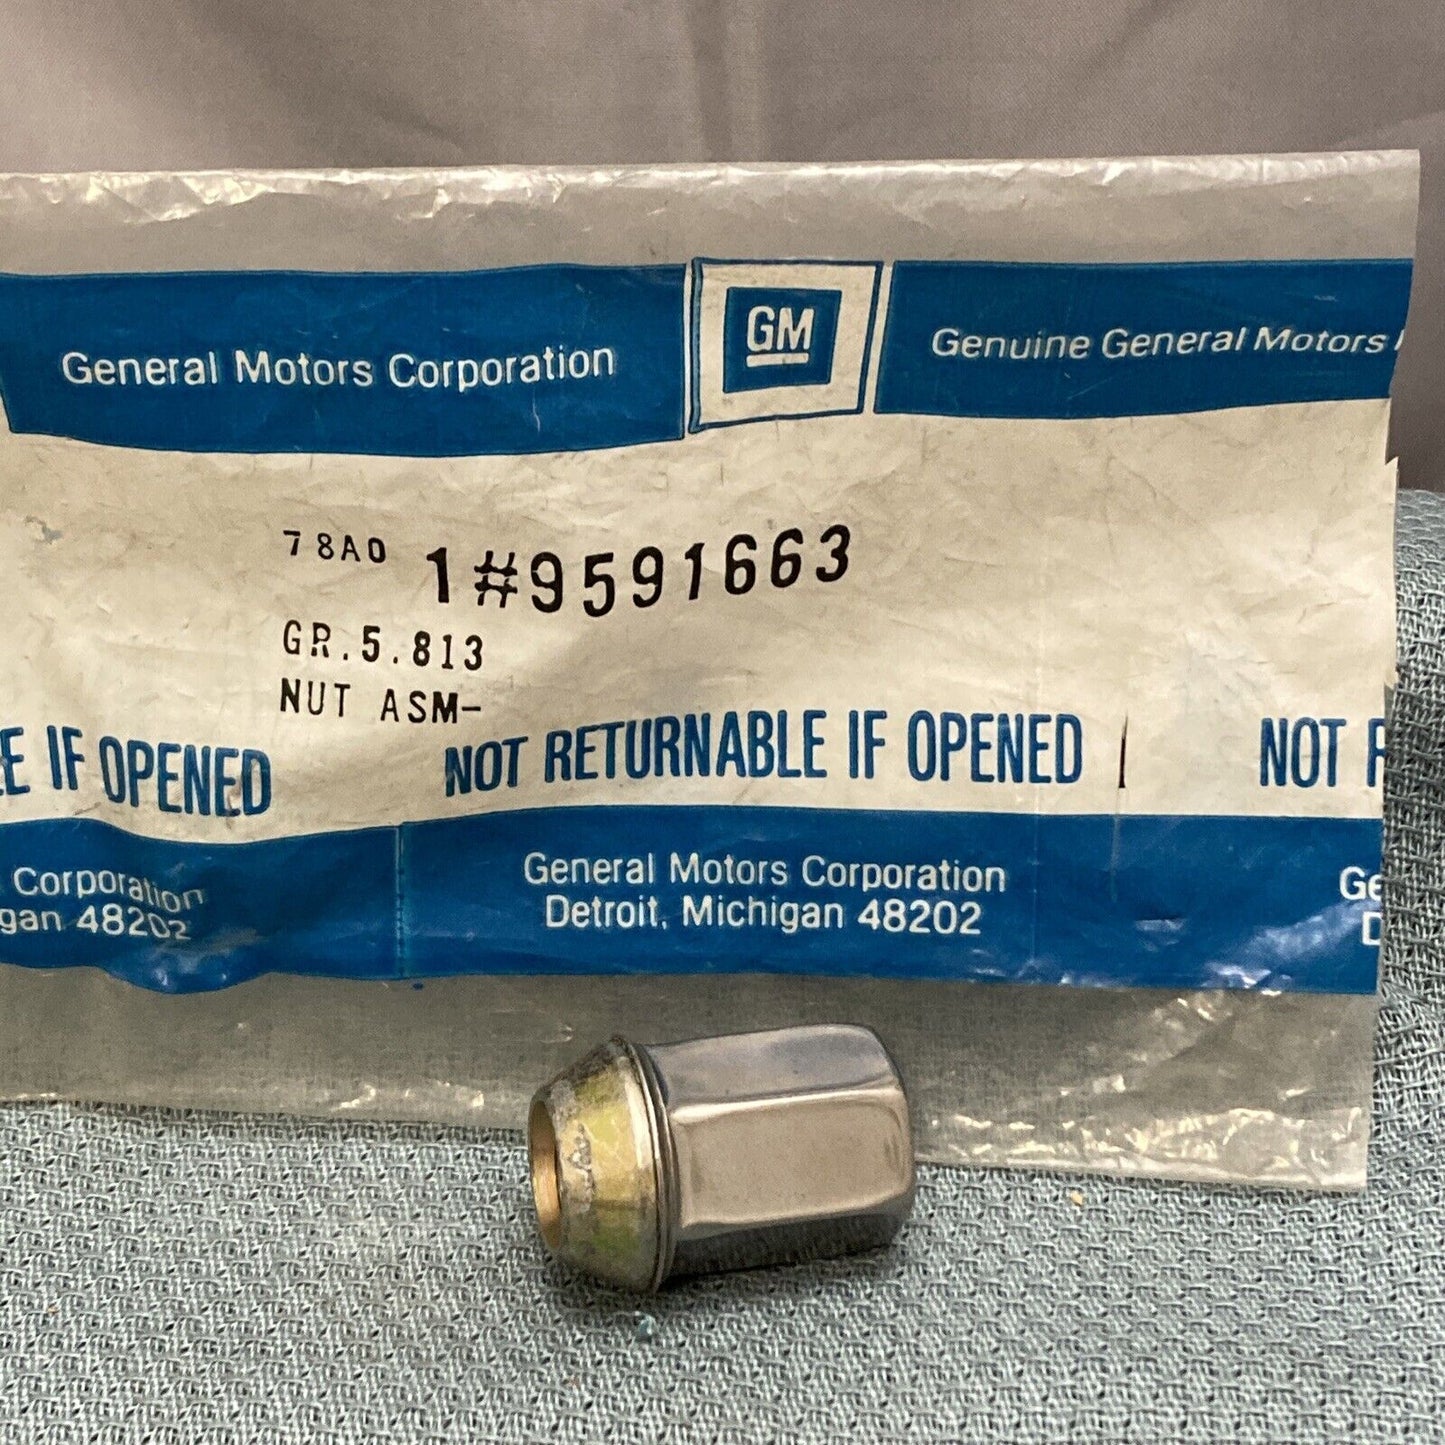 General Motors Corporation
GM
Genuine General Motors
78A0 1#9591663
GR.5.813
NUT ASM-
IF OPENED
NOT RETURNABLE IF OPENED
NOT
Corporation
48202
General Motors Corporation
Detroit, Michigan 48202